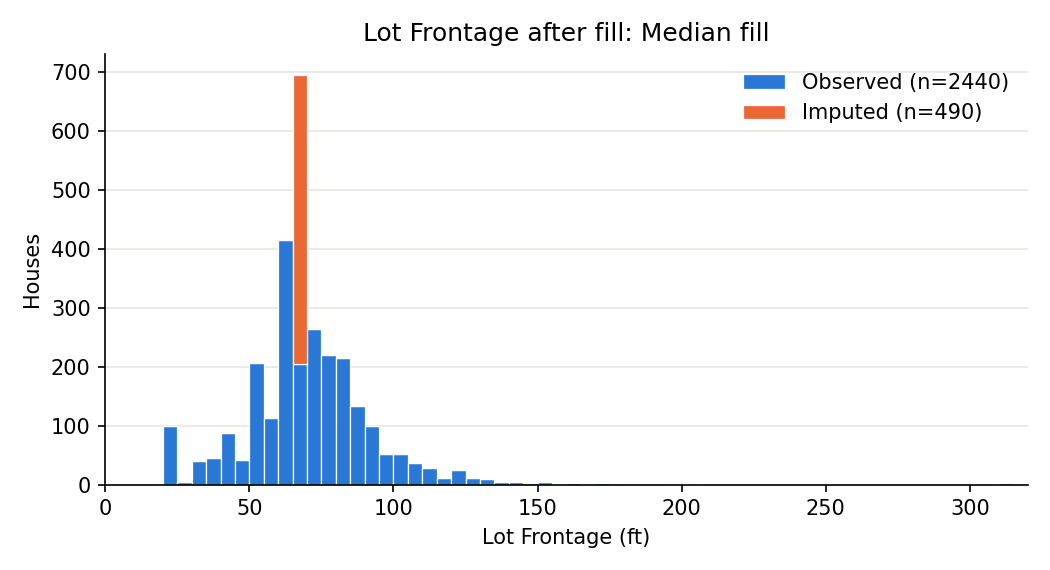 Lot Frontage after fill: Median fill
Observed (n=2440)
Imputed (n=490)
Houses
700
600
500
400
300
200
100
0
0 50 100 150 200 250 300
Lot Frontage (ft)